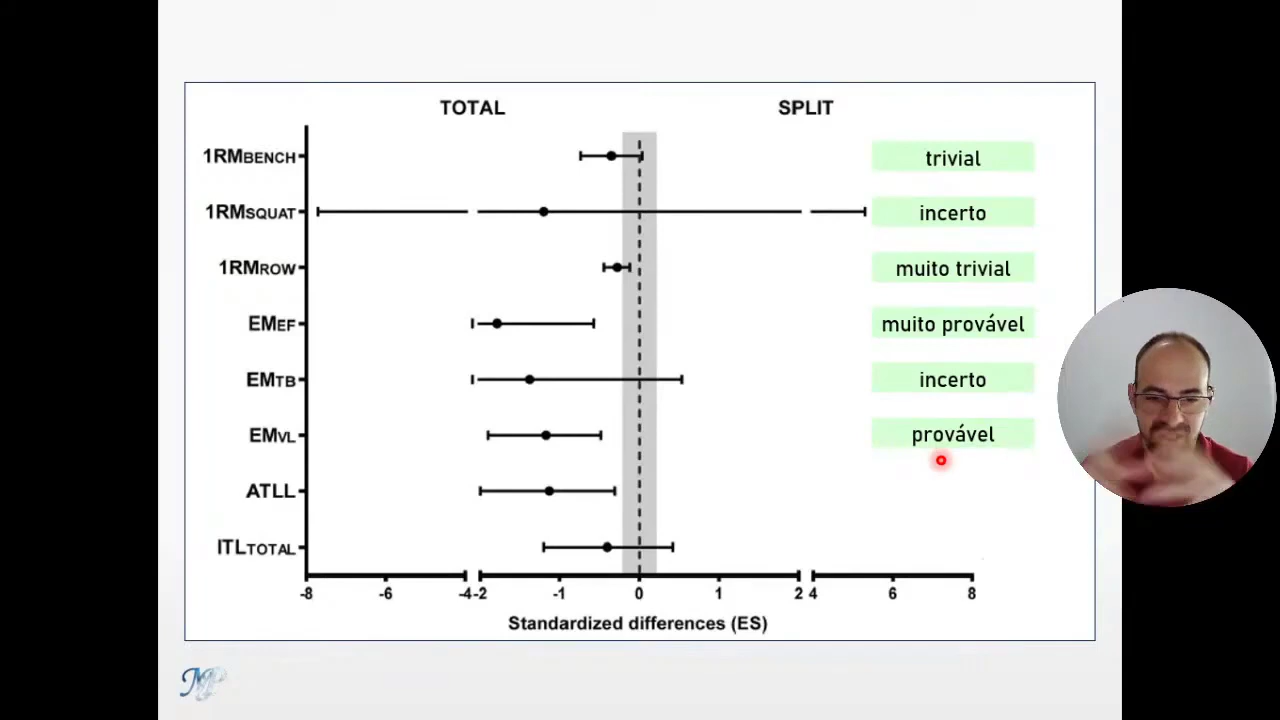 TOTAL SPLIT
1RMBENCH trivial
1RMSQUAT incerto
1RMROW muito trivial
EMEF muito provável
EMTB incerto
EMVL provável
ATLL
ITLTOTAL
-8 -6 -4 -2 -1 0 1 2 4 6 8
Standardized differences (ES)
MP